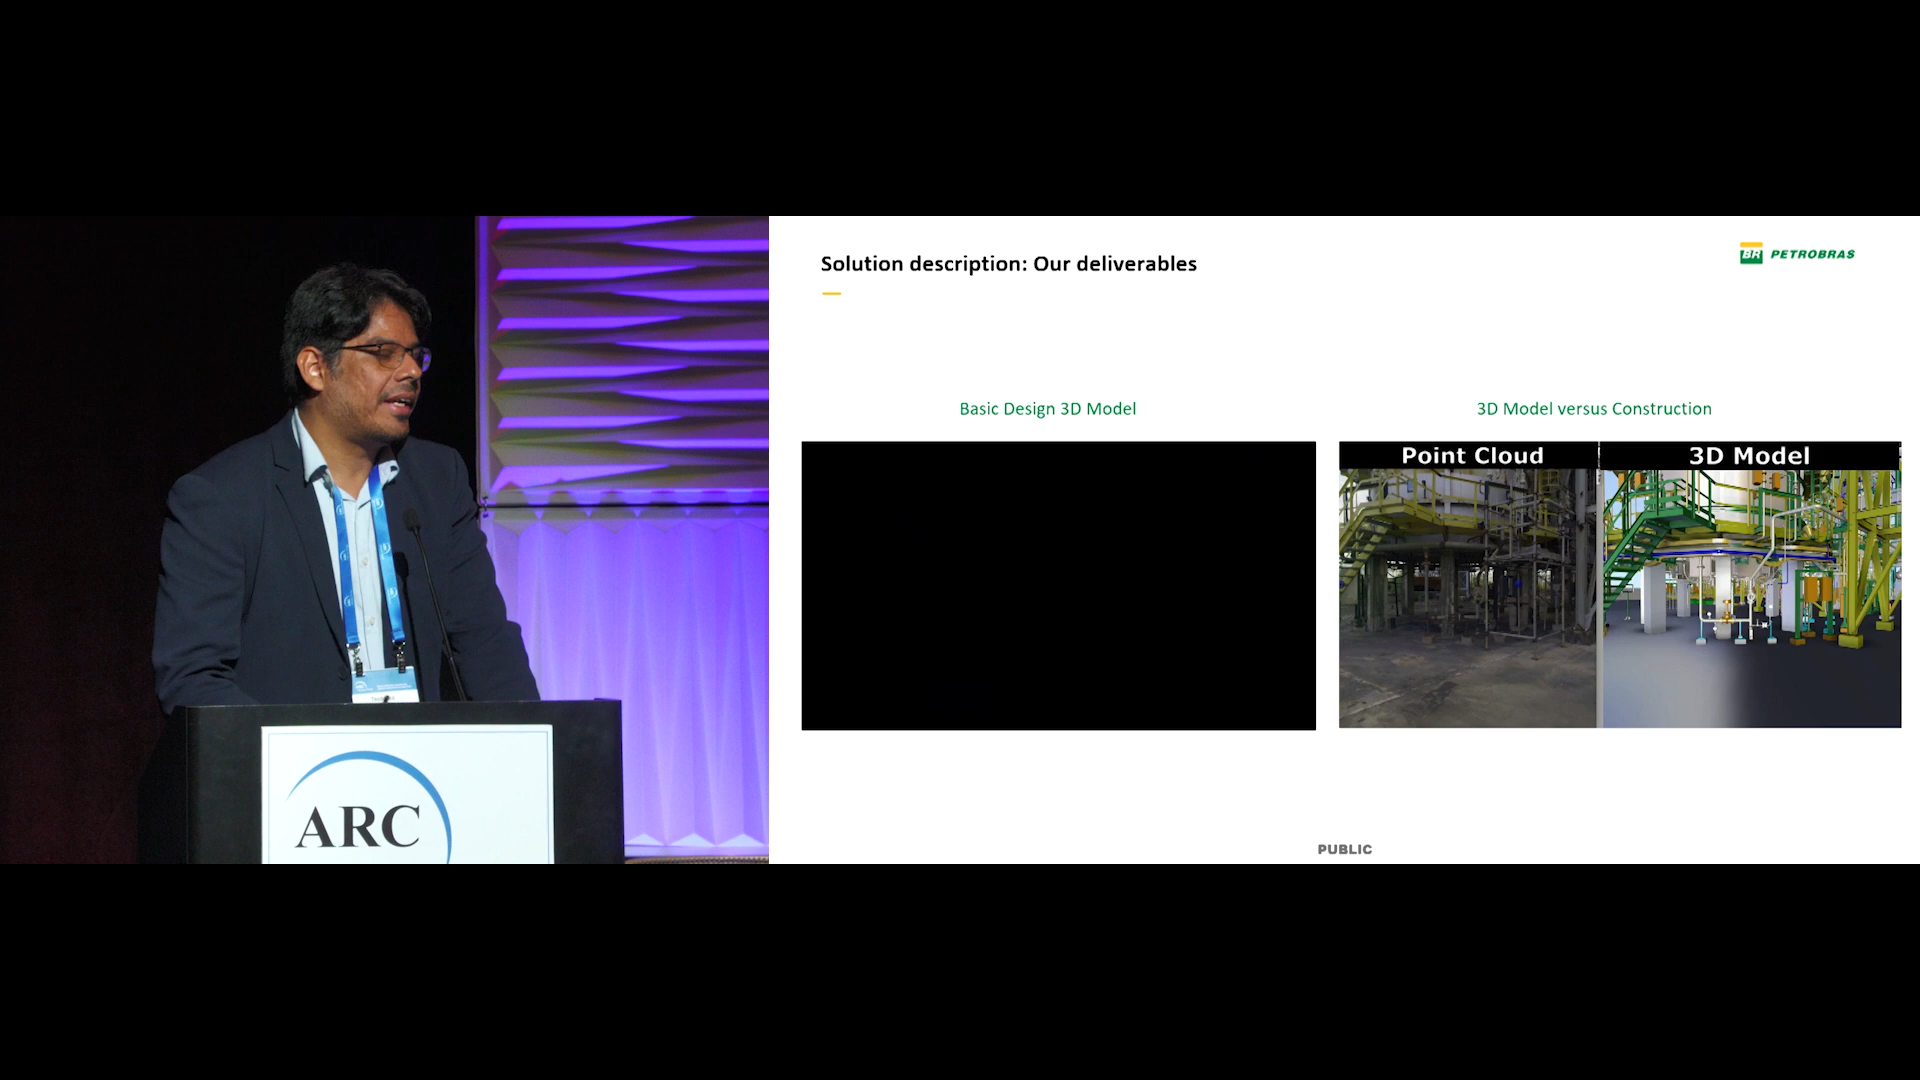 Solution description: Our deliverables
BR PETROBRAS
Basic Design 3D Model
3D Model versus Construction
Point Cloud
3D Model
ARC
PUBLIC